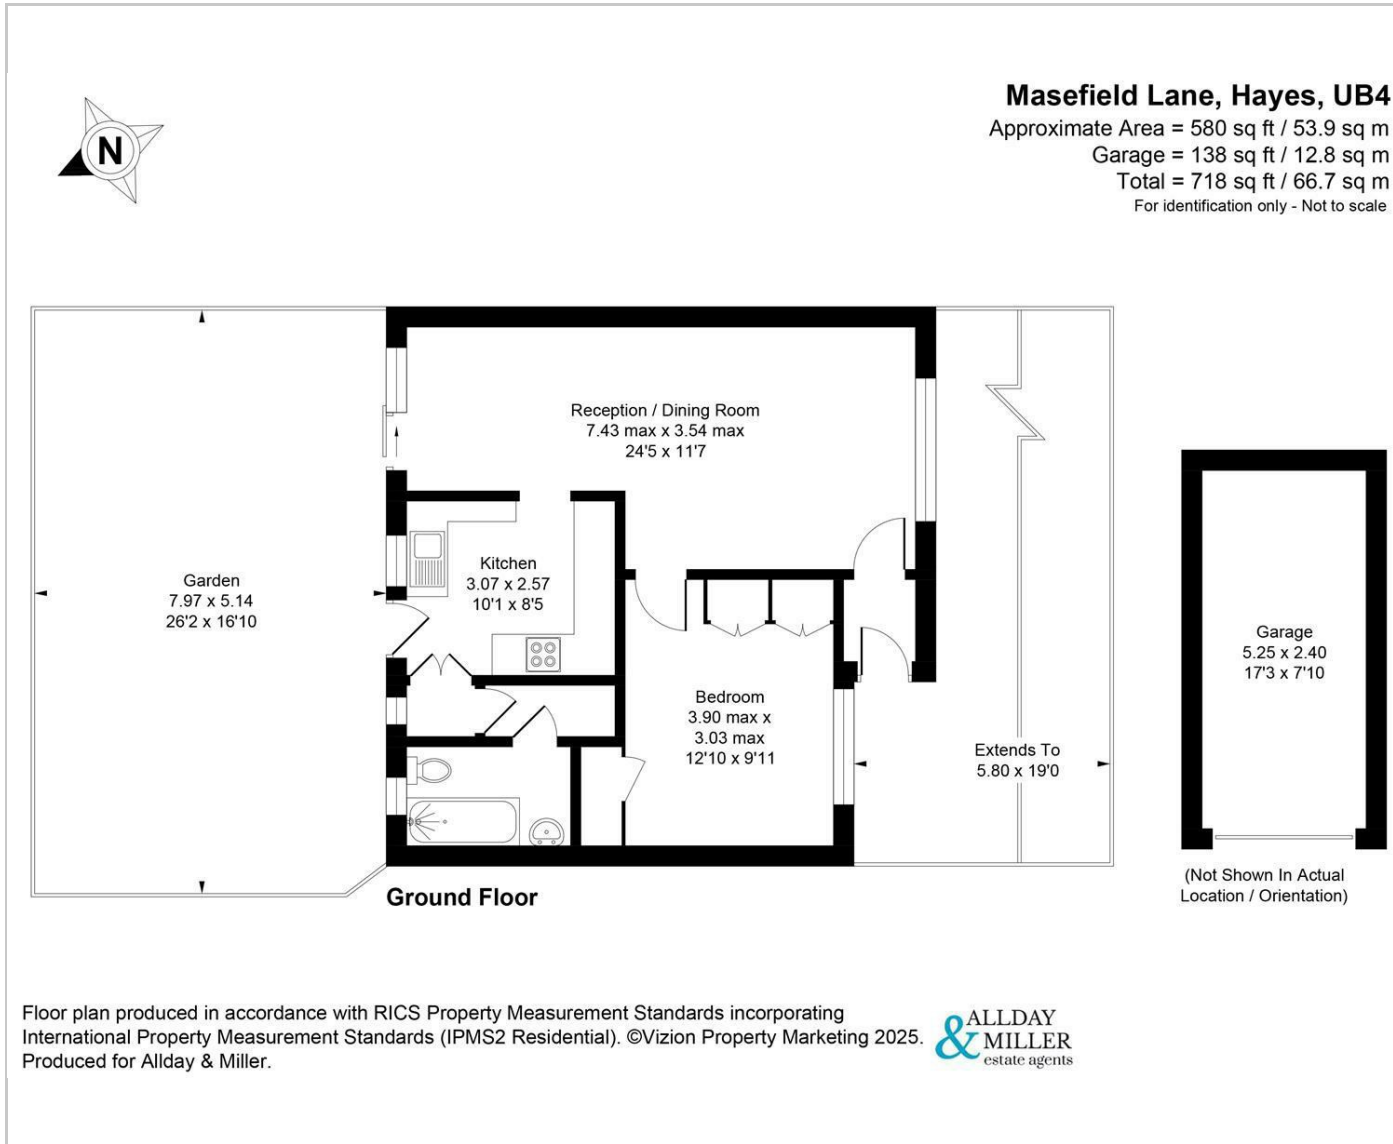 N
Masefield Lane, Hayes, UB4
Approximate Area = 580 sq ft / 53.9 sq m
Garage = 138 sq ft / 12.8 sq m
Total = 718 sq ft / 66.7 sq m
For identification only - Not to scale
Reception / Dining Room
7.43 max x 3.54 max
24'5 x 11'7
Kitchen
3.07 x 2.57
10'1 x 8'5
Garden
7.97 x 5.14
26'2 x 16'10
Bedroom
3.90 max x
3.03 max
12'10 x 9'11
Extends To
5.80 x 19'0
Garage
5.25 x 2.40
17'3 x 7'10
(Not Shown In Actual
Location / Orientation)
Ground Floor
Floor plan produced in accordance with RICS Property Measurement Standards incorporating
International Property Measurement Standards (IPMS2 Residential). ©Vizion Property Marketing 2025.
Produced for Allday & Miller.
& ALLDAY
MILLER
estate agents